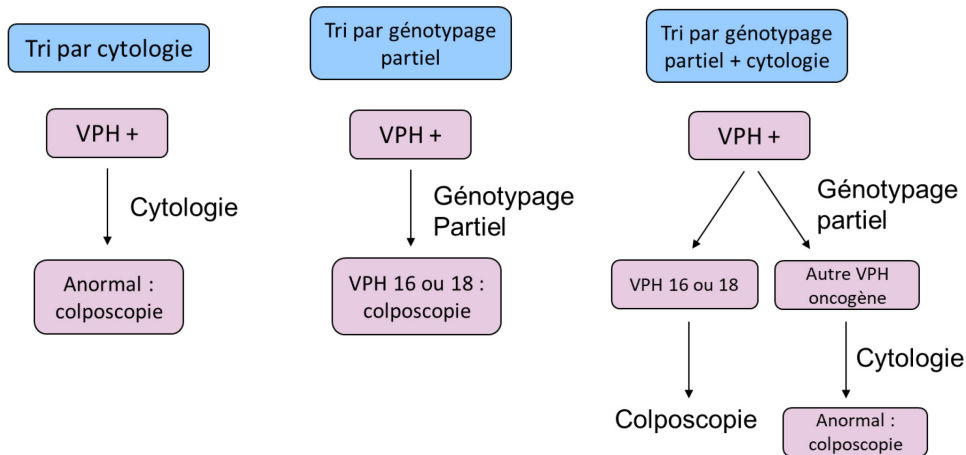 Tri par cytologie
VPH +
Cytologie
Anormal :
colposcopie
Tri par génotypage
partiel
VPH +
Génotypage
Partiel
VPH 16 ou 18 :
colposcopie
Tri par génotypage
partiel + cytologie
VPH +
Génotypage
partiel
VPH 16 ou 18
Autre VPH
oncogène
Colposcopie
Cytologie
Anormal :
colposcopie